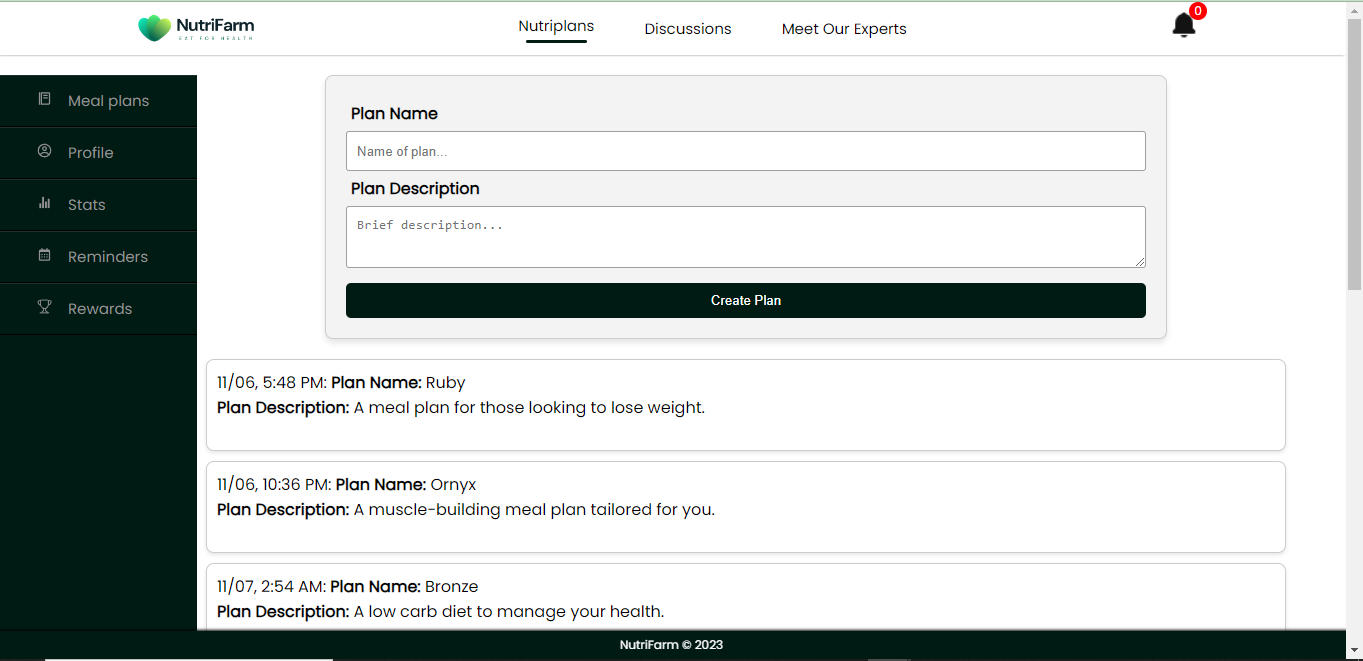 NutriFarm
EAT FOR HEALTH
Nutriplans
Discussions
Meet Our Experts
0
Meal plans
Profile
Stats
Reminders
Rewards
Plan Name
Name of plan...
Plan Description
Brief description...
Create Plan
11/06, 5:48 PM: Plan Name: Ruby
Plan Description: A meal plan for those looking to lose weight.
11/06, 10:36 PM: Plan Name: Ornyx
Plan Description: A muscle-building meal plan tailored for you.
11/07, 2:54 AM: Plan Name: Bronze
Plan Description: A low carb diet to manage your health.
NutriFarm © 2023